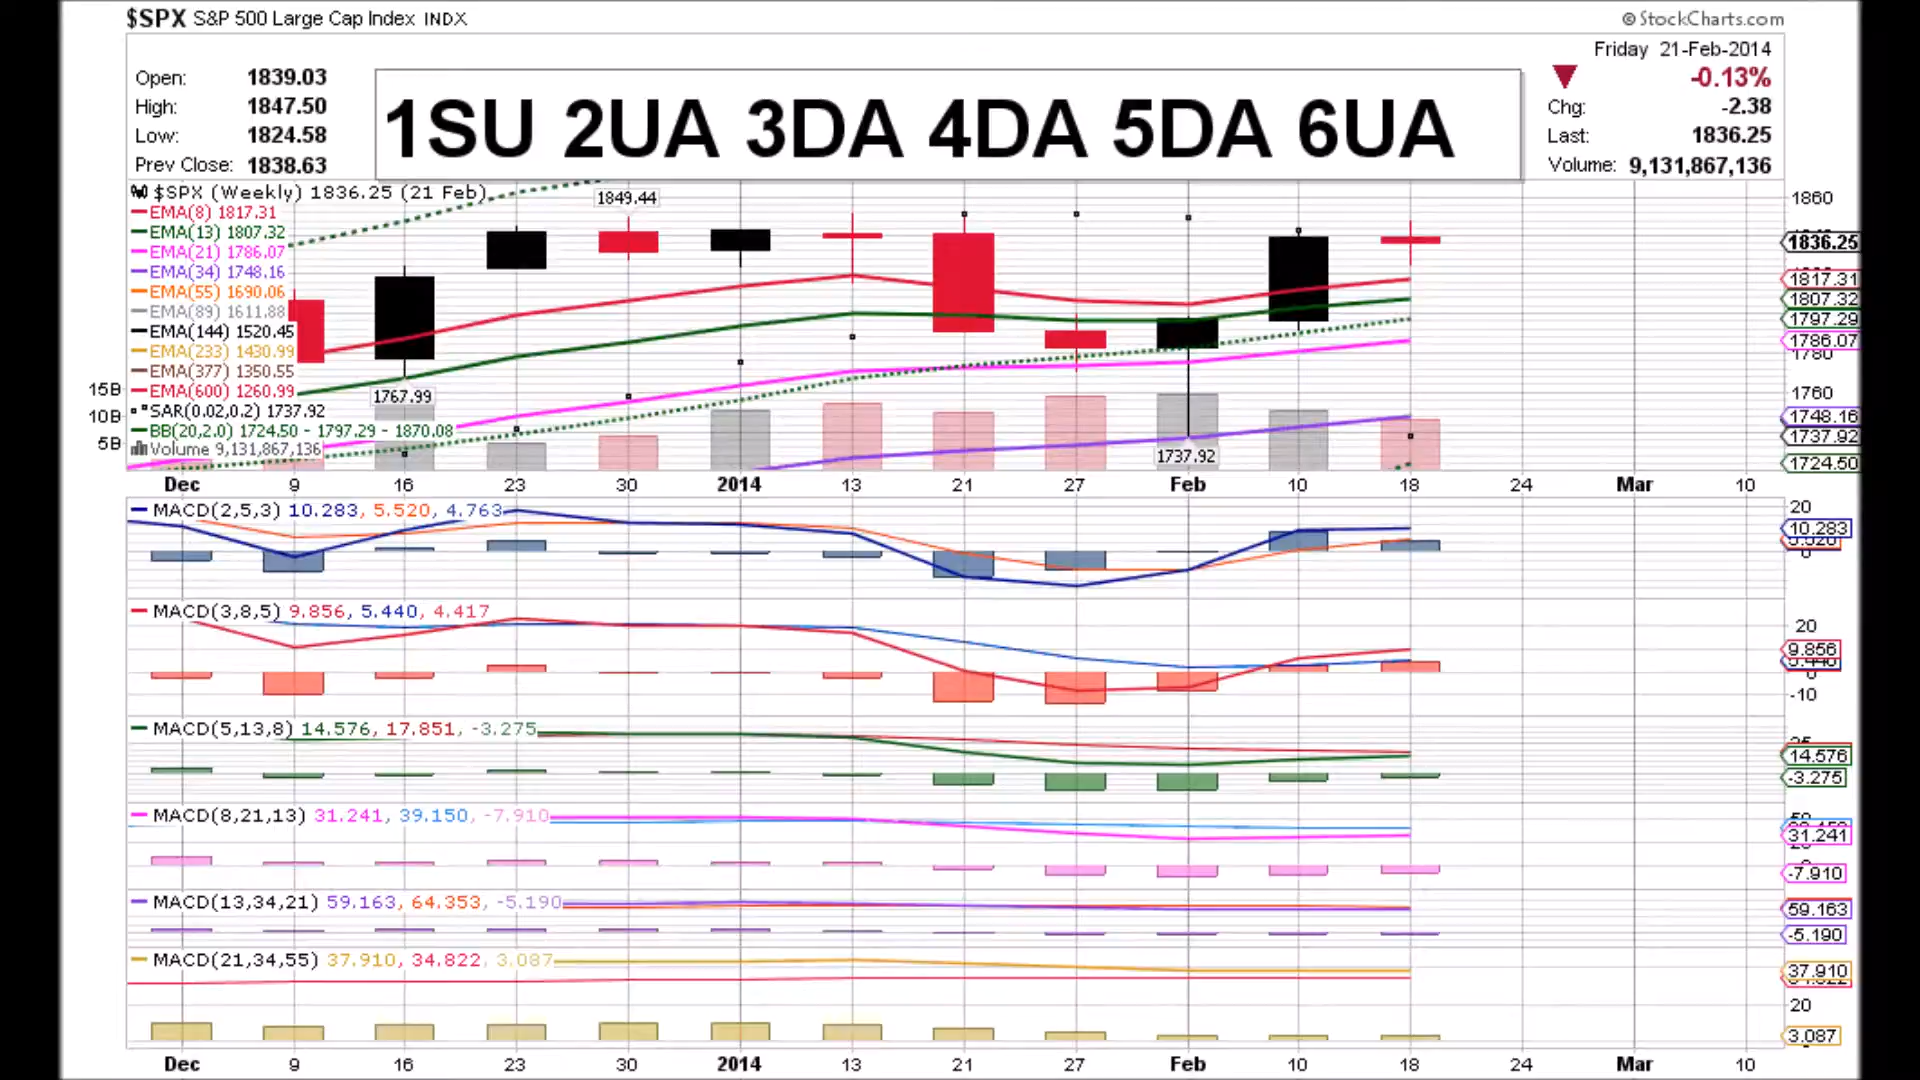 $SPX S&P 500 Large Cap Index INDX
© StockCharts.com
Friday 21-Feb-2014
Open: 1839.03
High: 1847.50
Low: 1824.58
Prev Close: 1838.63
1SU 2UA 3DA 4DA 5DA 6UA
-0.13%
Chg: -2.38
Last: 1836.25
Volume: 9,131,867,136
$SPX (Weekly) 1836.25 (21 Feb)
EMA(8) 1817.31
EMA(13) 1807.32
EMA(21) 1786.07
EMA(34) 1748.16
EMA(55) 1690.06
EMA(89) 1611.88
EMA(144) 1520.45
EMA(233) 1430.99
EMA(377) 1350.55
EMA(600) 1260.99
SAR(0.02,0.2) 1737.92
BB(20,2.0) 1724.50 - 1797.29 - 1870.08
Volume 9,131,867,136
15B
10B
5B
1849.44
1767.99
1737.92
1860
1836.25
1817.31
1807.32
1797.29
1786.07
1780
1760
1748.16
1737.92
1724.50
Dec 9 16 23 30 2014 13 21 27 Feb 10 18 24 Mar 10
MACD(2,5,3) 10.283, 5.520, 4.763
20
10.283
5.520
0
MACD(3,8,5) 9.856, 5.440, 4.417
20
9.856
5.440
0
-10
MACD(5,13,8) 14.576, 17.851, -3.275
14.576
-3.275
MACD(8,21,13) 31.241, 39.150, -7.910
50
39.150
31.241
-7.910
MACD(13,34,21) 59.163, 64.353, -5.190
59.163
-5.190
MACD(21,34,55) 37.910, 34.822, 3.087
37.910
34.822
20
3.087
Dec 9 16 23 30 2014 13 21 27 Feb 10 18 24 Mar 10